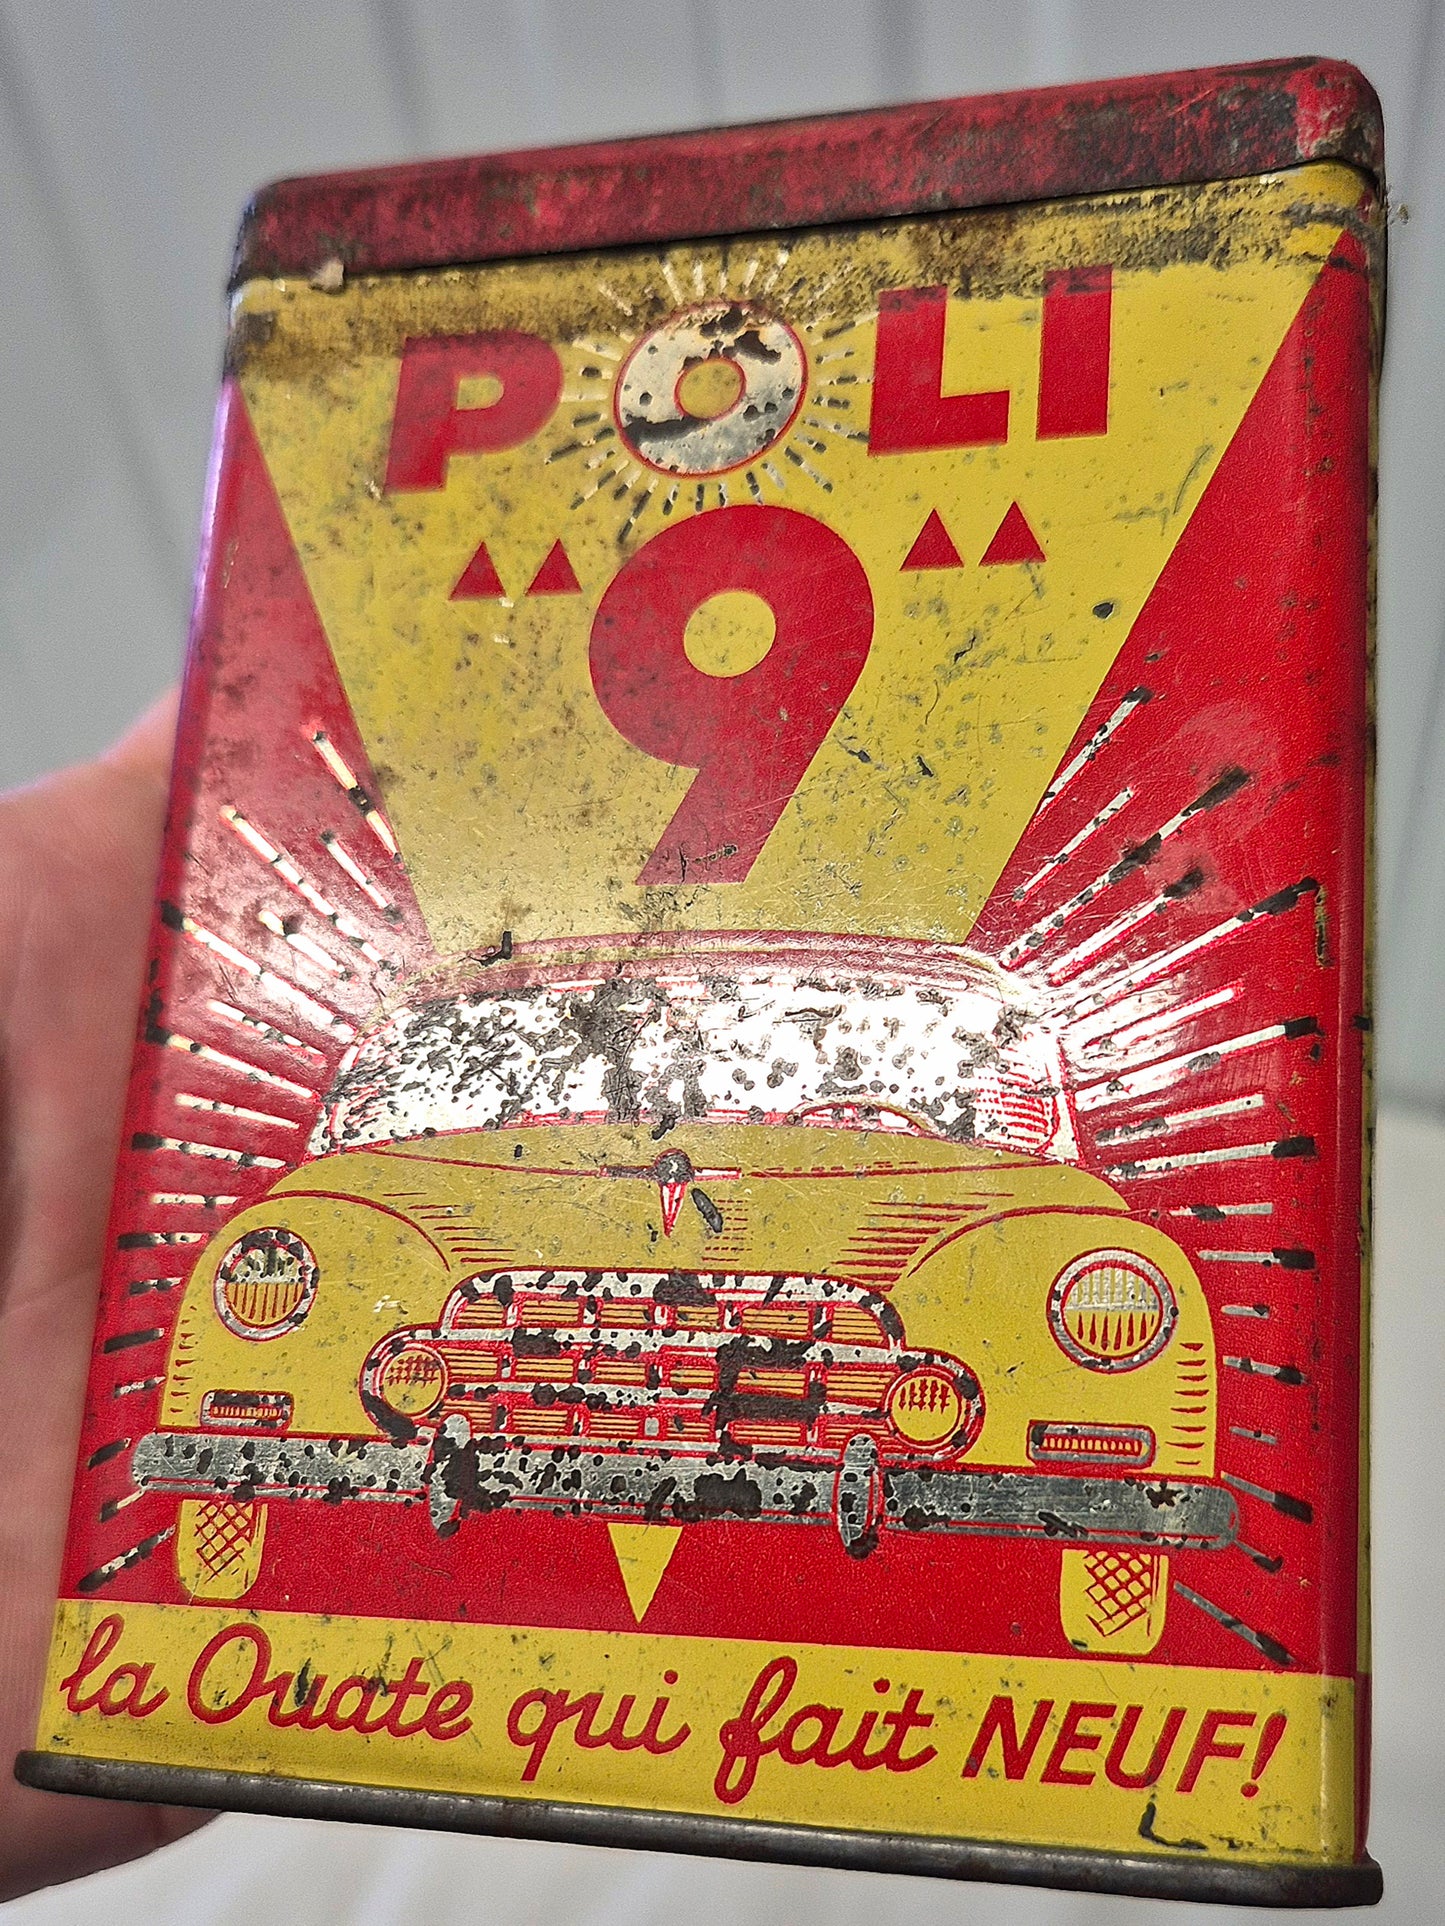 POLI
"9"
la Ouate qui fait NEUF!